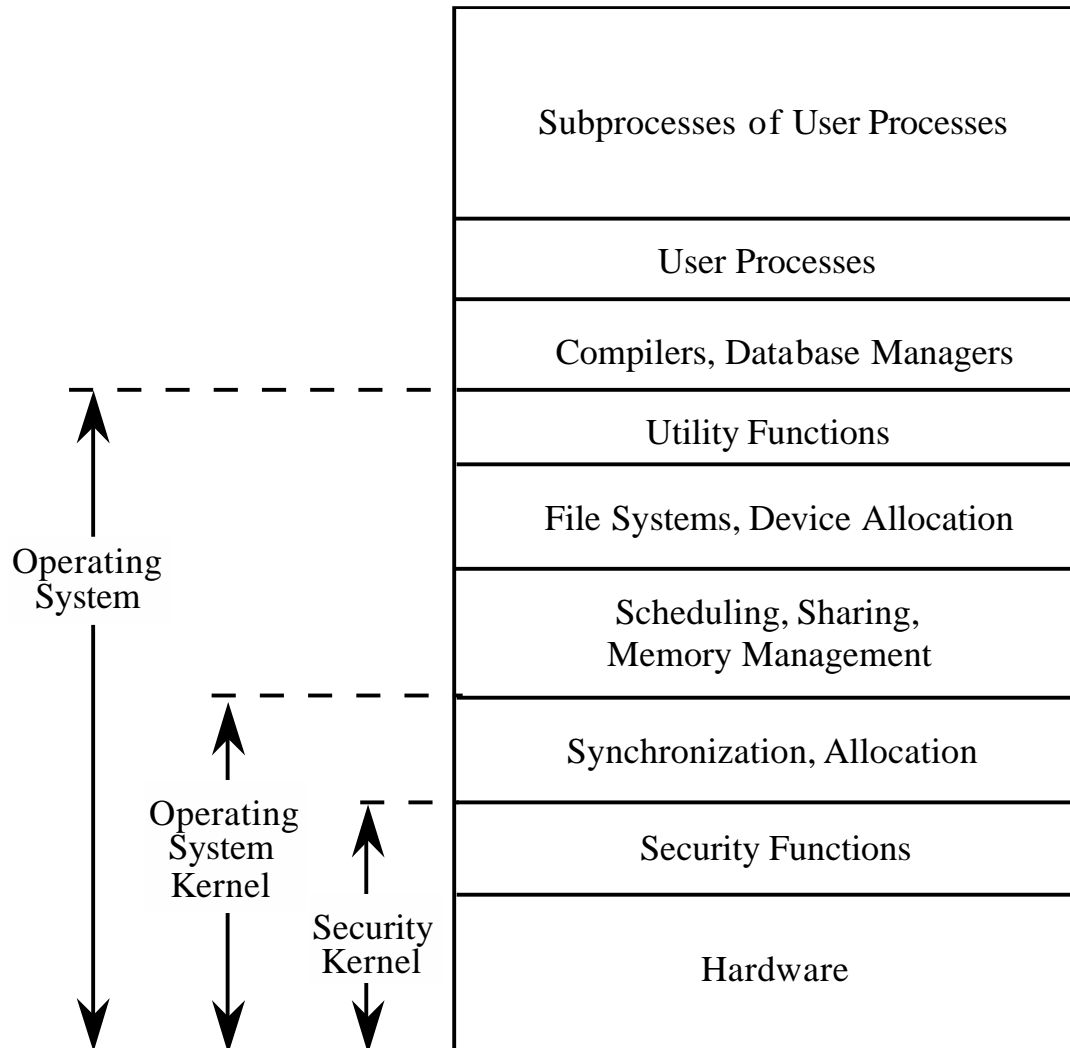 Subprocesses of User Processes
User Processes
Compilers, Database Managers
Utility Functions
File Systems, Device Allocation
Scheduling, Sharing,
Memory Management
Synchronization, Allocation
Security Functions
Hardware
Operating
System
Operating
System
Kernel
Security
Kernel